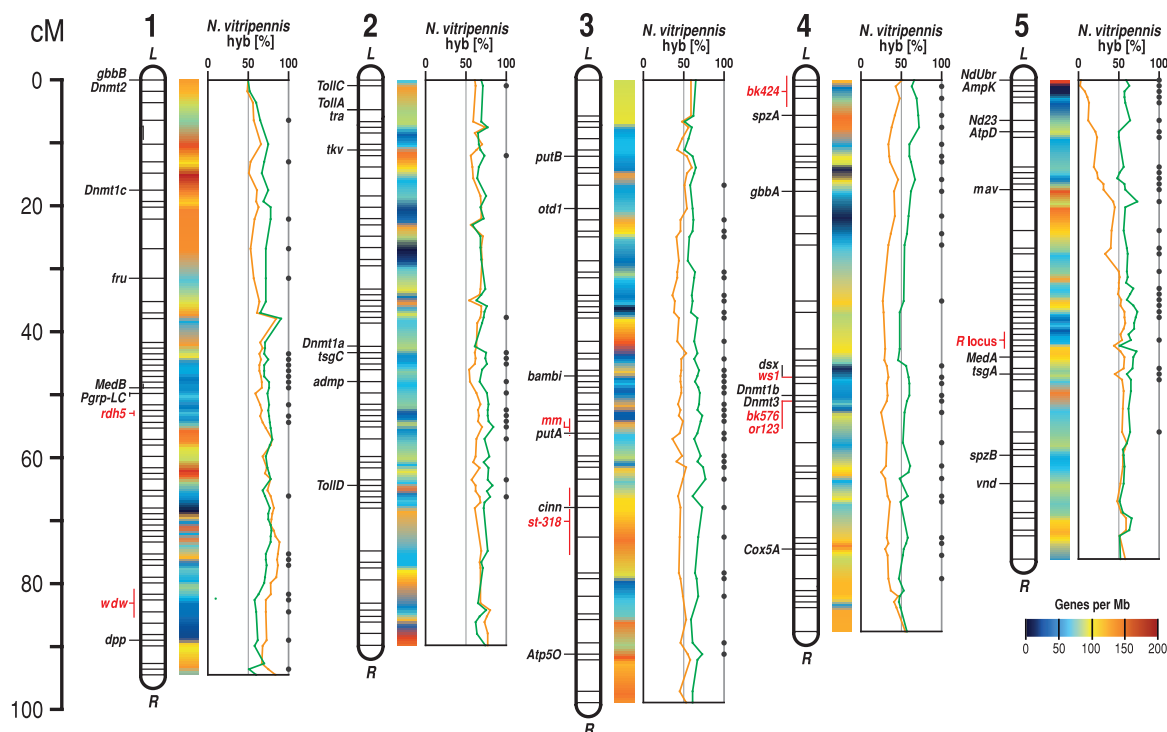 cM
0
20
40
60
80
100
1
L
N. vitripennis
hyb [%]
0 50 100
gbbB
Dnmt2
Dnmt1c
fru
MedB
Pgrp-LC
rdh5
wdw
dpp
R
2
L
N. vitripennis
hyb [%]
0 50 100
TollC
TollA
tra
tkv
Dnmt1a
tsgC
admp
TollD
R
3
L
N. vitripennis
hyb [%]
0 50 100
putB
otd1
bambi
mm
putA
cinn
st-318
Atp5O
R
4
L
N. vitripennis
hyb [%]
0 50 100
bk424
spzA
gbbA
dsx
ws1
Dnmt1b
Dnmt3
bk576
or123
Cox5A
R
5
L
N. vitripennis
hyb [%]
0 50 100
NdUbr
AmpK
Nd23
AtpD
mav
R locus
MedA
tsgA
spzB
vnd
R
Genes per Mb
0 50 100 150 200